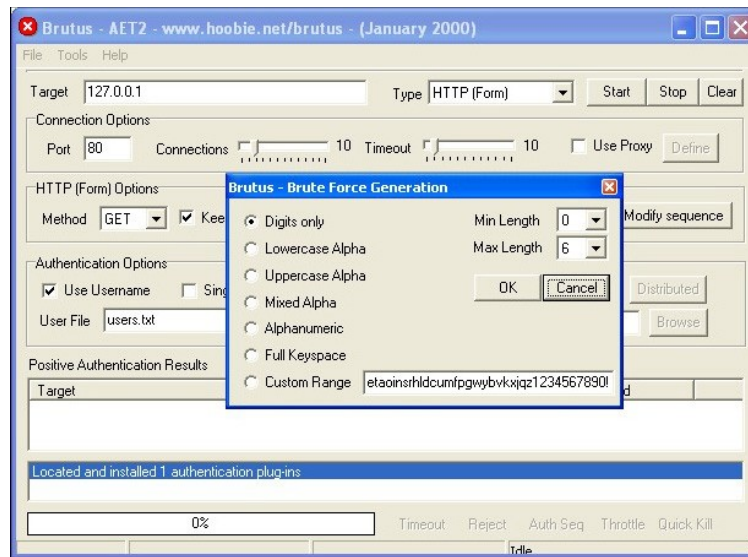 Brutus - AET2 - www.hoobie.net/brutus - (January 2000)
File Tools Help
Target 127.0.0.1 Type HTTP (Form) Start Stop Clear
Connection Options
Port 80 Connections 10 Timeout 10 Use Proxy Define
HTTP (Form) Options
Method GET Kee Modify sequence
Brutus - Brute Force Generation
Digits only Min Length 0
Lowercase Alpha Max Length 6
Uppercase Alpha OK Cancel
Mixed Alpha
Alphanumeric
Full Keyspace
Custom Range etaoinsrhldcumfpgwybvkxjqz1234567890!
Authentication Options
Use Username Sing Distributed
User File users.txt Browse
Positive Authentication Results
Target d
Located and installed 1 authentication plug-ins
0% Timeout Reject Auth Seq Throttle Quick Kill
Idle